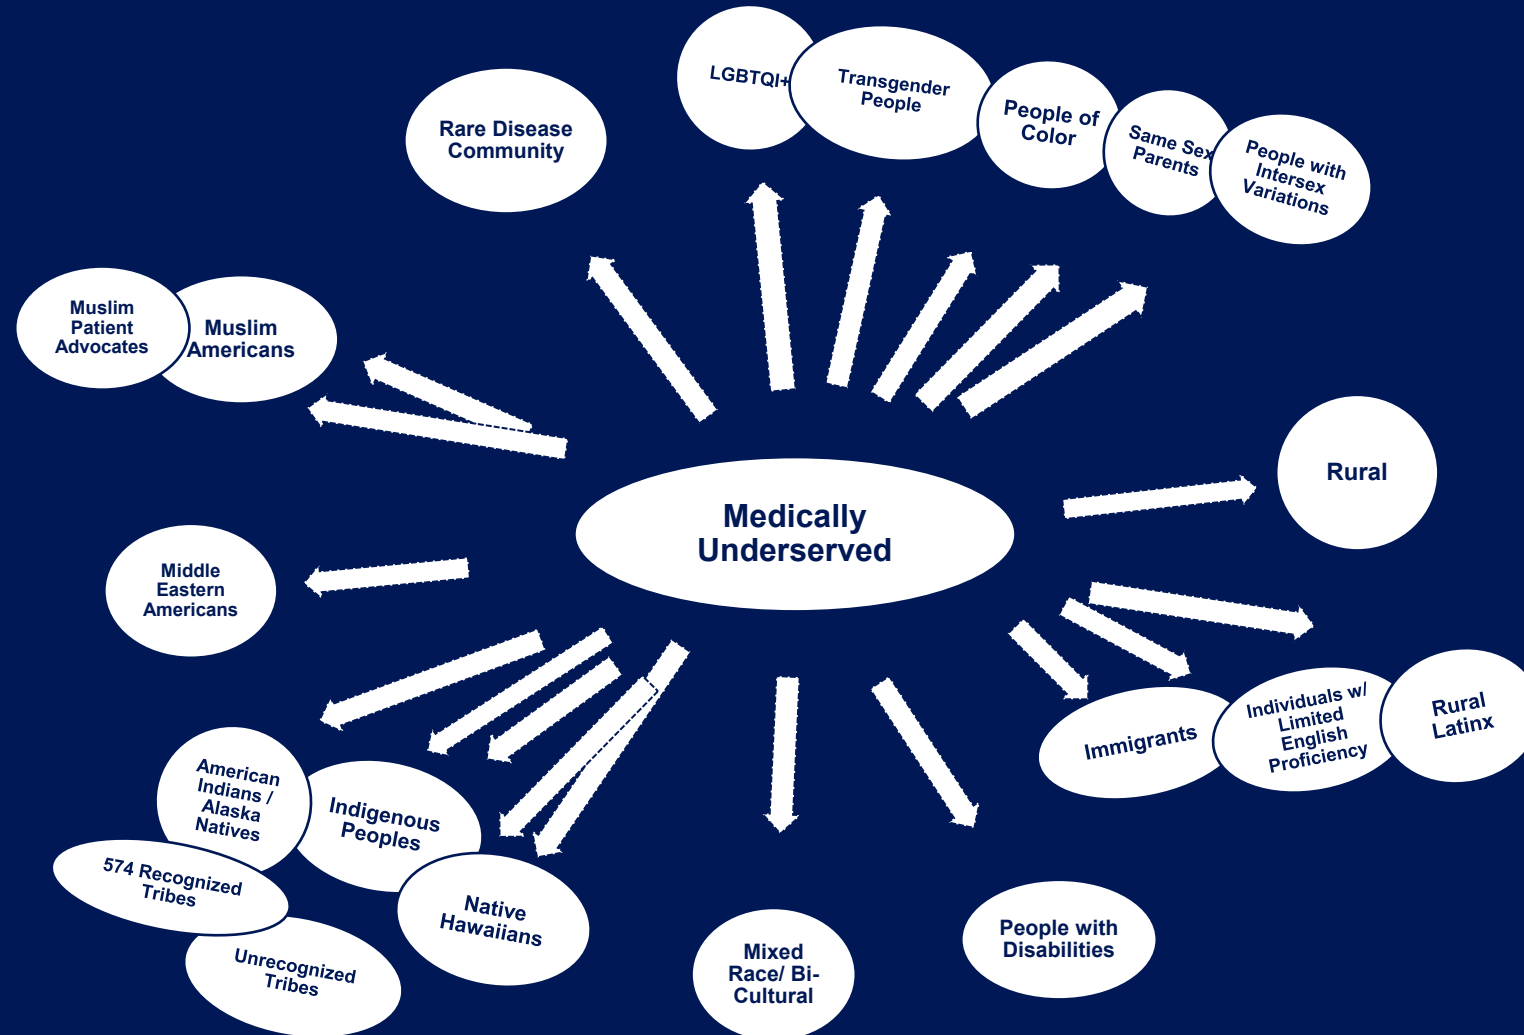 LGBTQI+
Transgender
People
People of
Color
Same Sex
Parents
People with
Intersex
Variations
Rare Disease
Community
Muslim
Patient
Advocates
Muslim
Americans
Rural
Medically
Underserved
Middle
Eastern
Americans
Immigrants
Individuals w/
Limited
English
Proficiency
Rural
Latinx
American
Indians /
Alaska
Natives
Indigenous
Peoples
574 Recognized
Tribes
Native
Hawaiians
Unrecognized
Tribes
Mixed
Race/ Bi-
Cultural
People with
Disabilities